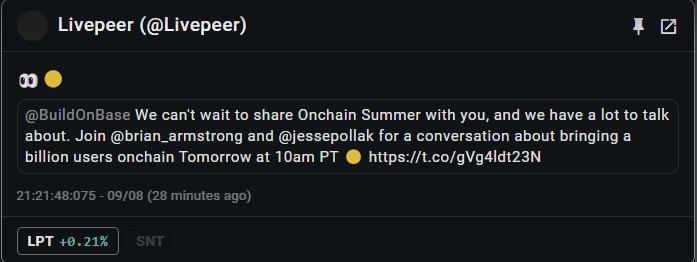 Livepeer (@Livepeer)
👀 🟡
@BuildOnBase We can't wait to share Onchain Summer with you, and we have a lot to talk
about. Join @brian_armstrong and @jessepollak for a conversation about bringing a
billion users onchain Tomorrow at 10am PT 🟡 https://t.co/gVg4ldt23N
21:21:48:075 - 09/08 (28 minutes ago)
LPT +0.21% SNT